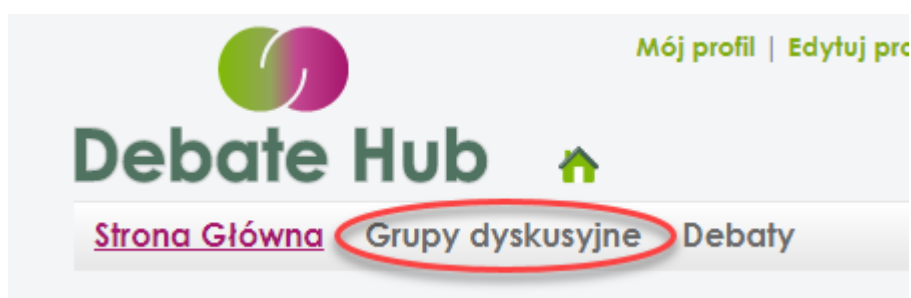 Mój profil | Edytuj pro
Debate Hub
Strona Główna Grupy dyskusyjne Debaty